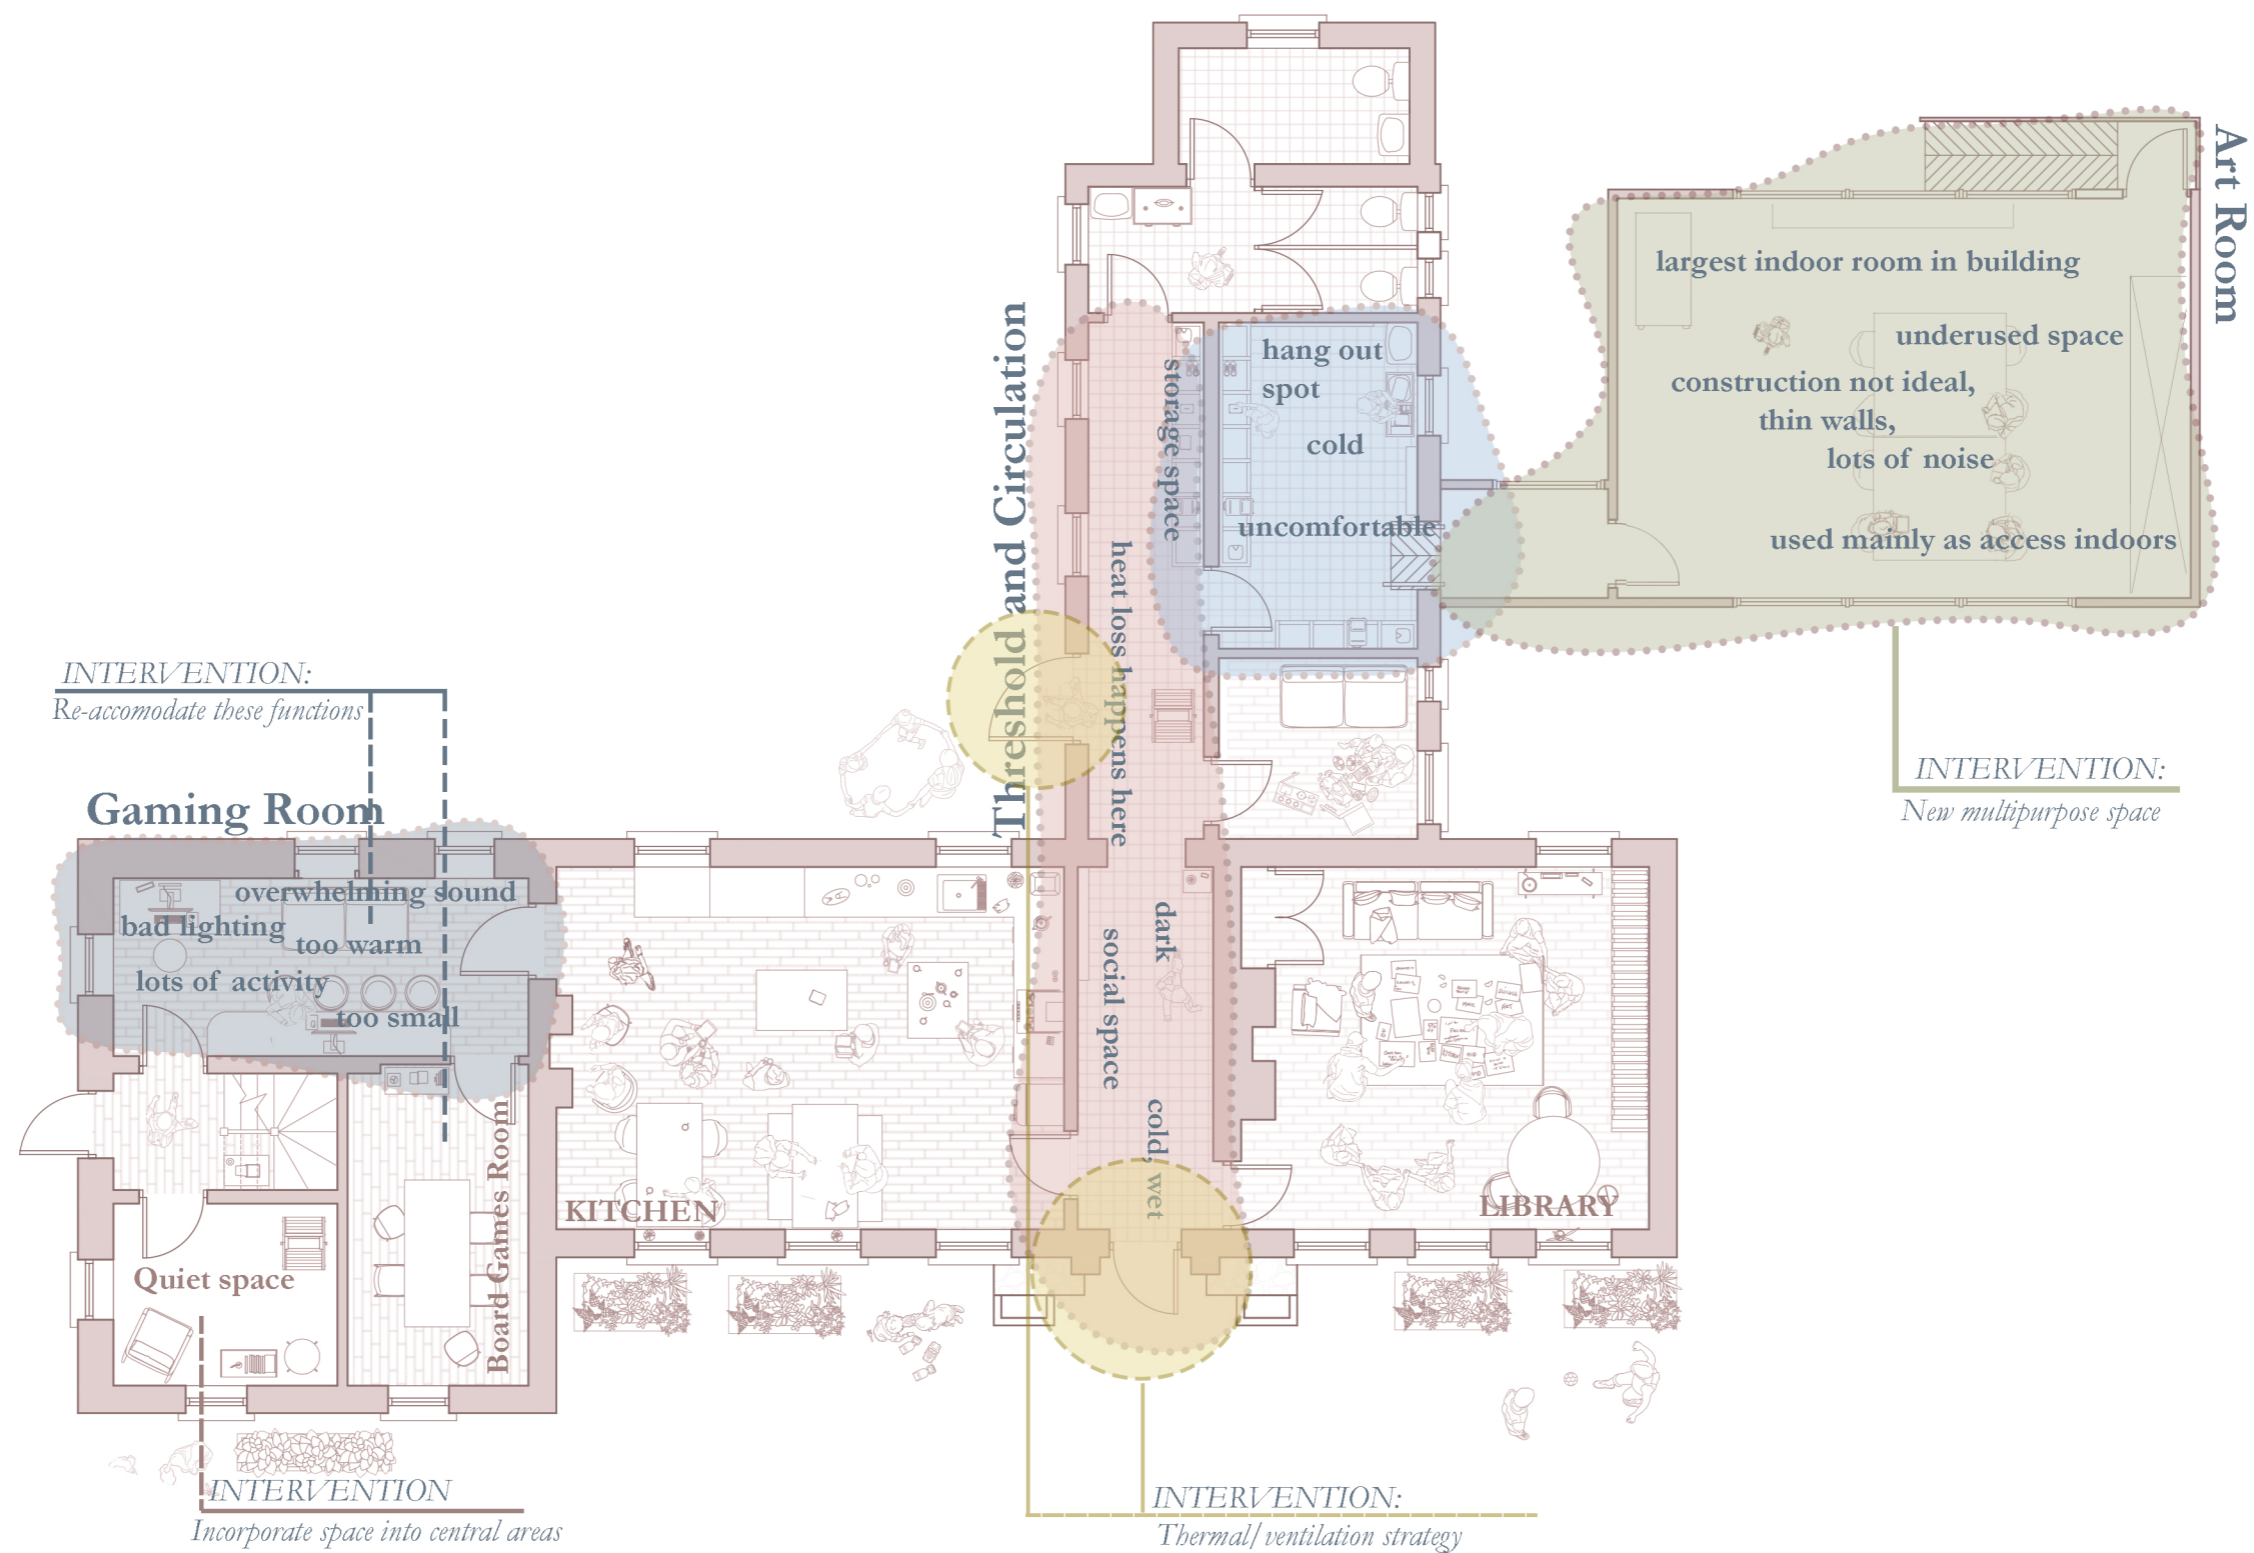 Art Room
largest indoor room in building
underused space
construction not ideal,
thin walls,
lots of noise
used mainly as access indoors
INTERVENTION:
New multipurpose space
Threshold and Circulation
storage space
hang out
spot
cold
uncomfortable
heat loss happens here
dark
social space
cold, wet
INTERVENTION:
Re-accomodate these functions
Gaming Room
overwhelming sound
bad lighting
too warm
lots of activity
too small
Board Games Room
Quiet space
KITCHEN
LIBRARY
INTERVENTION
Incorporate space into central areas
INTERVENTION:
Thermal/ventilation strategy